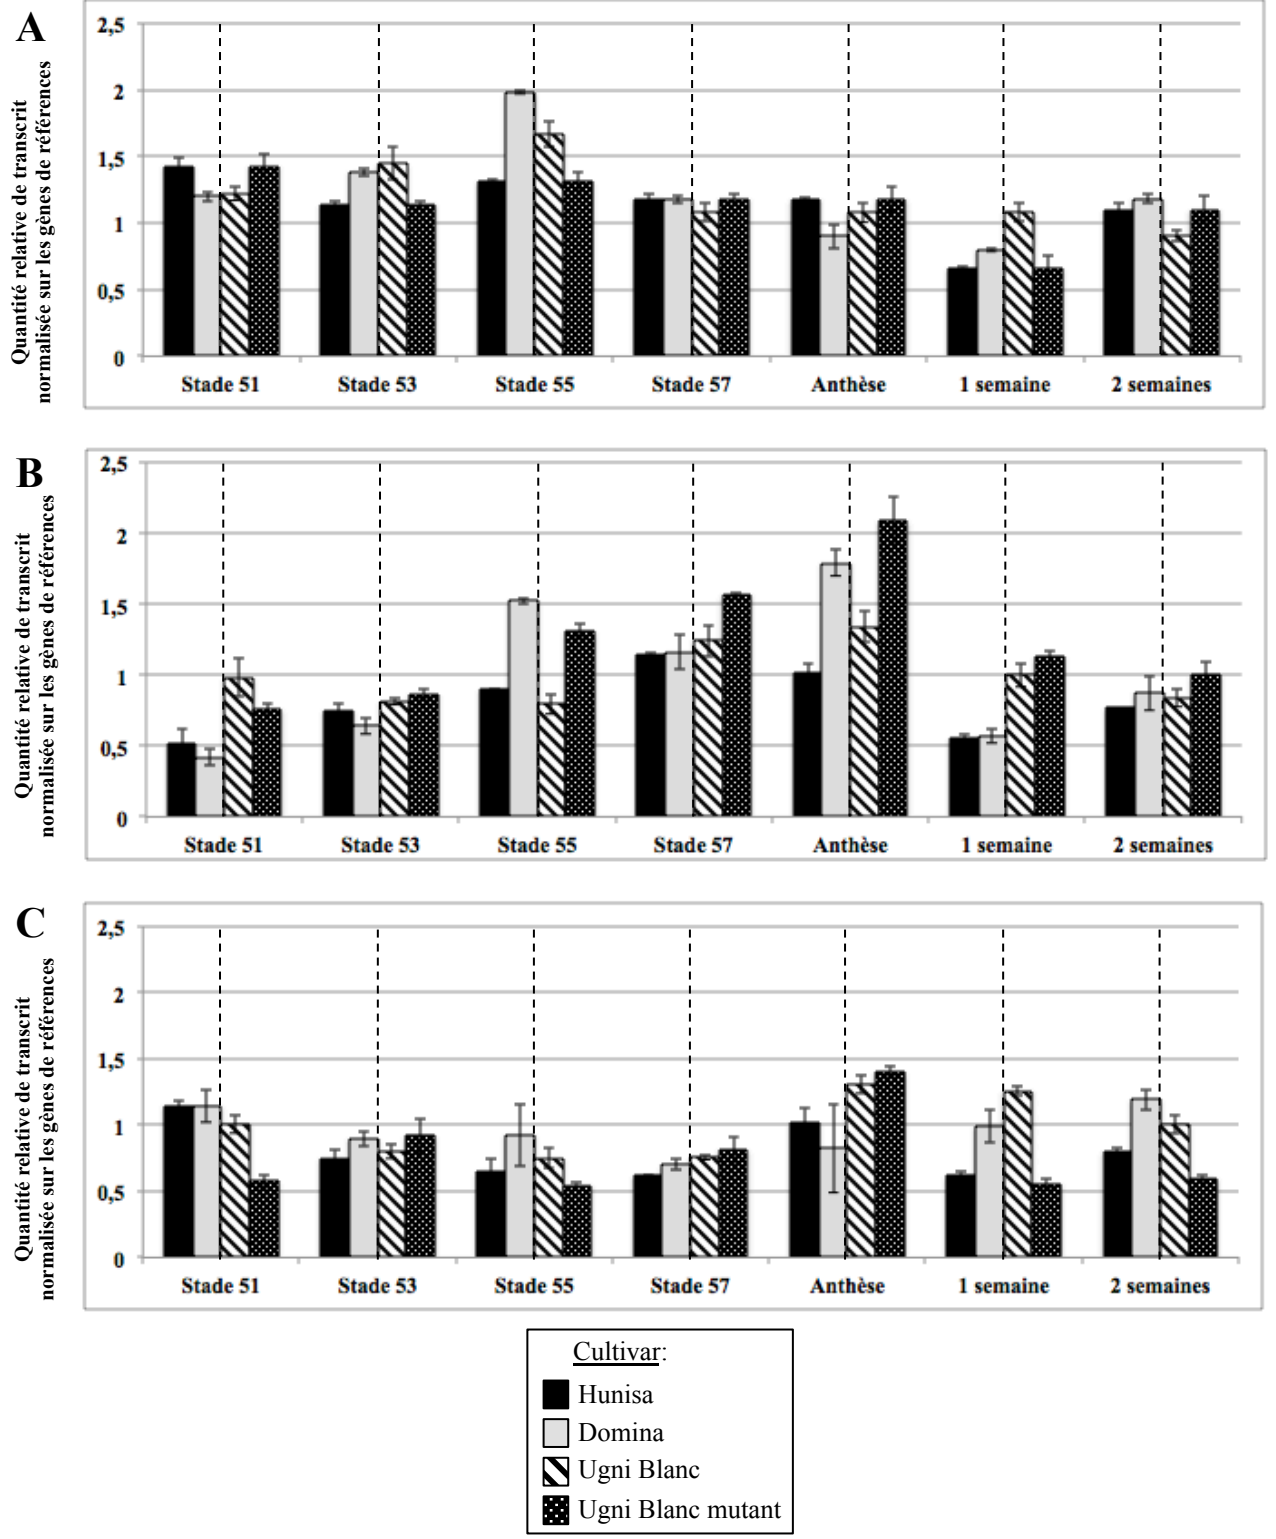 A
Quantité relative de transcrit
normalisée sur les gènes de références
2,5
2
1,5
1
0,5
0
Stade 51 Stade 53 Stade 55 Stade 57 Anthèse 1 semaine 2 semaines
B
Quantité relative de transcrit
normalisée sur les gènes de références
2,5
2
1,5
1
0,5
0
Stade 51 Stade 53 Stade 55 Stade 57 Anthèse 1 semaine 2 semaines
C
Quantité relative de transcrit
normalisée sur les gènes de références
2,5
2
1,5
1
0,5
0
Stade 51 Stade 53 Stade 55 Stade 57 Anthèse 1 semaine 2 semaines
Cultivar:
Hunisa
Domina
Ugni Blanc
Ugni Blanc mutant